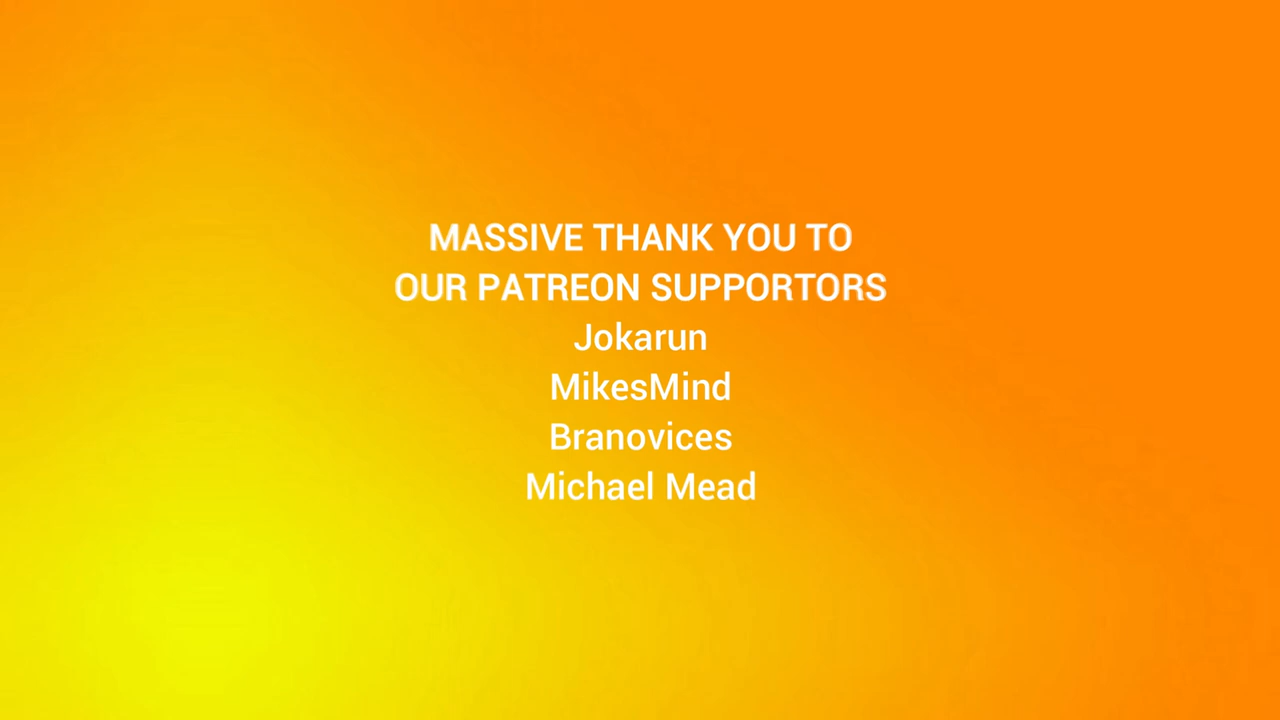 MASSIVE THANK YOU TO
OUR PATREON SUPPORTORS
Jokarun
MikesMind
Branovices
Michael Mead